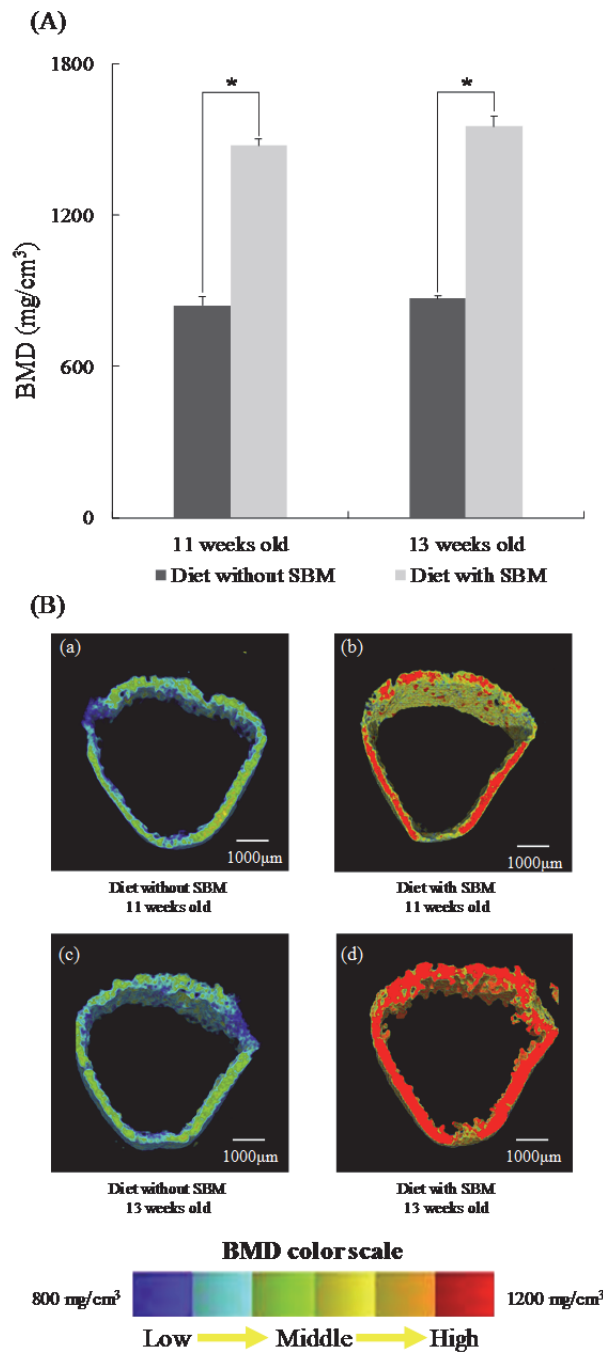 (A)
1800
1200
600
0
BMD (mg/cm³)
*
*
11 weeks old
13 weeks old
Diet without SBM
Diet with SBM
(B)
(a)
1000μm
(b)
1000μm
Diet without SBM
11 weeks old
Diet with SBM
11 weeks old
(c)
1000μm
(d)
1000μm
Diet without SBM
13 weeks old
Diet with SBM
13 weeks old
BMD color scale
800 mg/cm³
1200 mg/cm³
Low
Middle
High